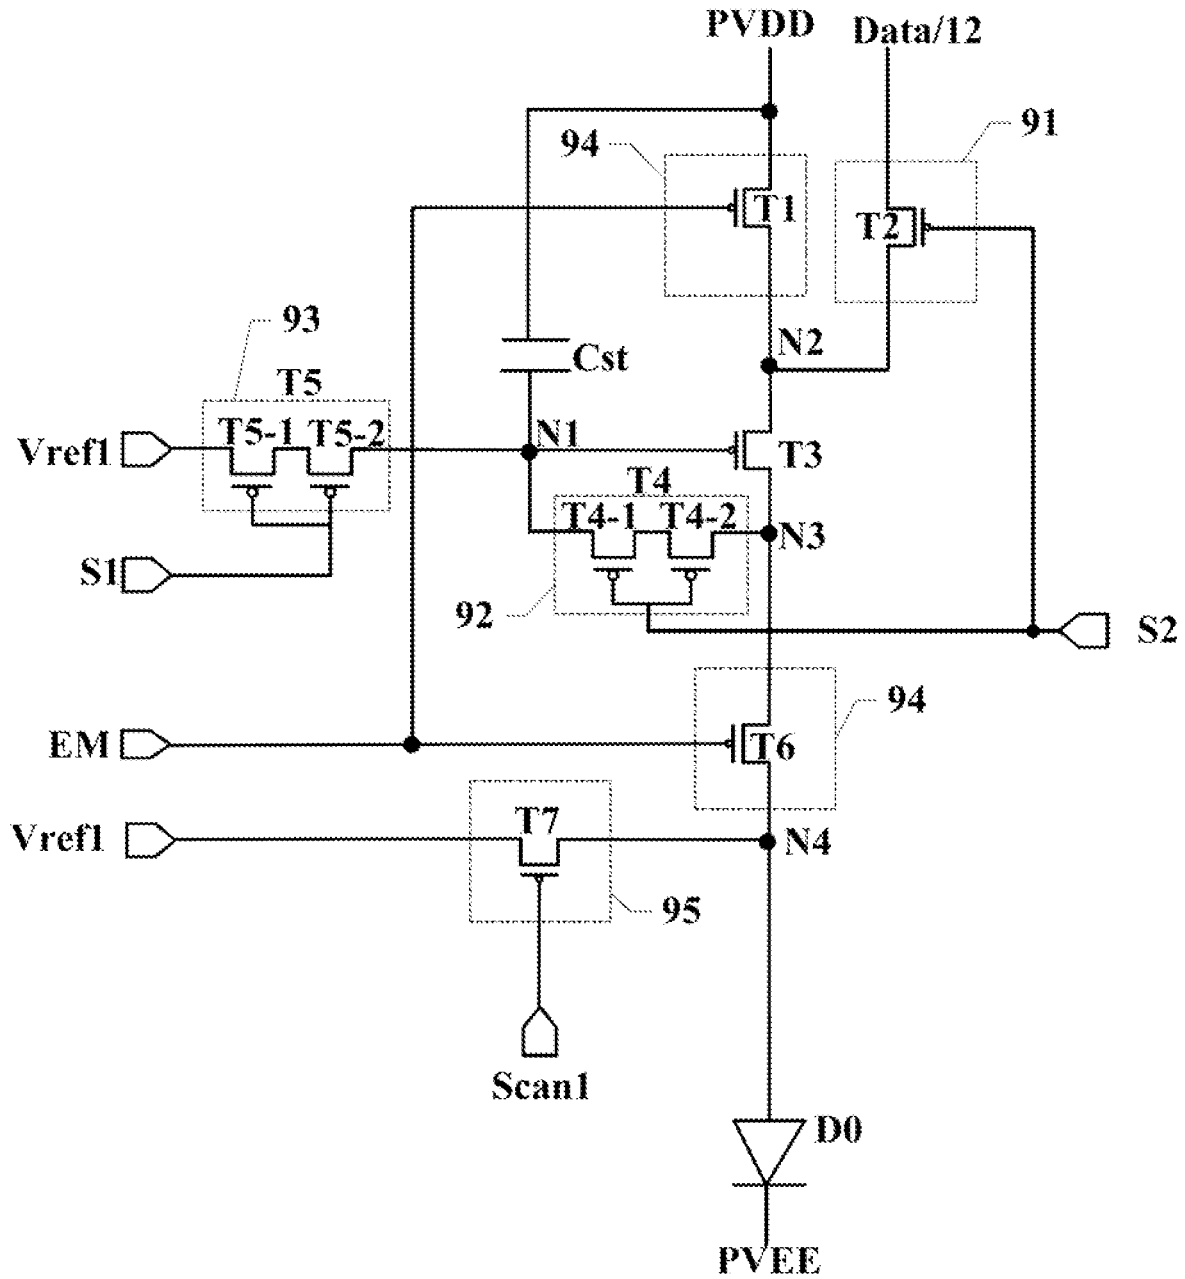 PVDD Data/12
94
91
T1
T2
93
N2
Cst
T5
T5-1 T5-2
Vref1
N1
T3
T4
T4-1 T4-2
N3
S1
92
S2
94
EM
T6
T7
Vref1
N4
95
Scan1
D0
PVEE